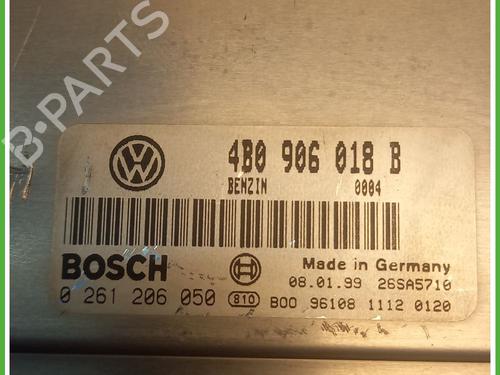 B-PARTS
VW
4B0 906 018 B
BENZIN 0004
BOSCH
Made in Germany
08.01.99 26SA5710
0 261 206 050 810 B00 96108 1112 0120